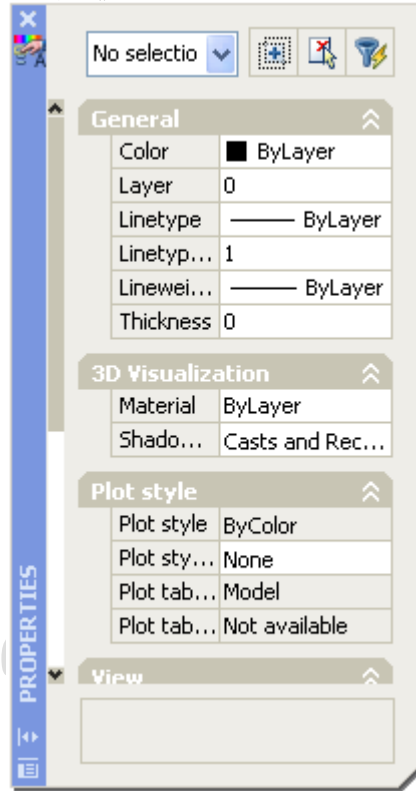 No selectio
General
Color ByLayer
Layer 0
Linetype ByLayer
Linetyp... 1
Linewei... ByLayer
Thickness 0
3D Visualization
Material ByLayer
Shado... Casts and Rec...
Plot style
Plot style ByColor
Plot sty... None
Plot tab... Model
Plot tab... Not available
View
PROPERTIES